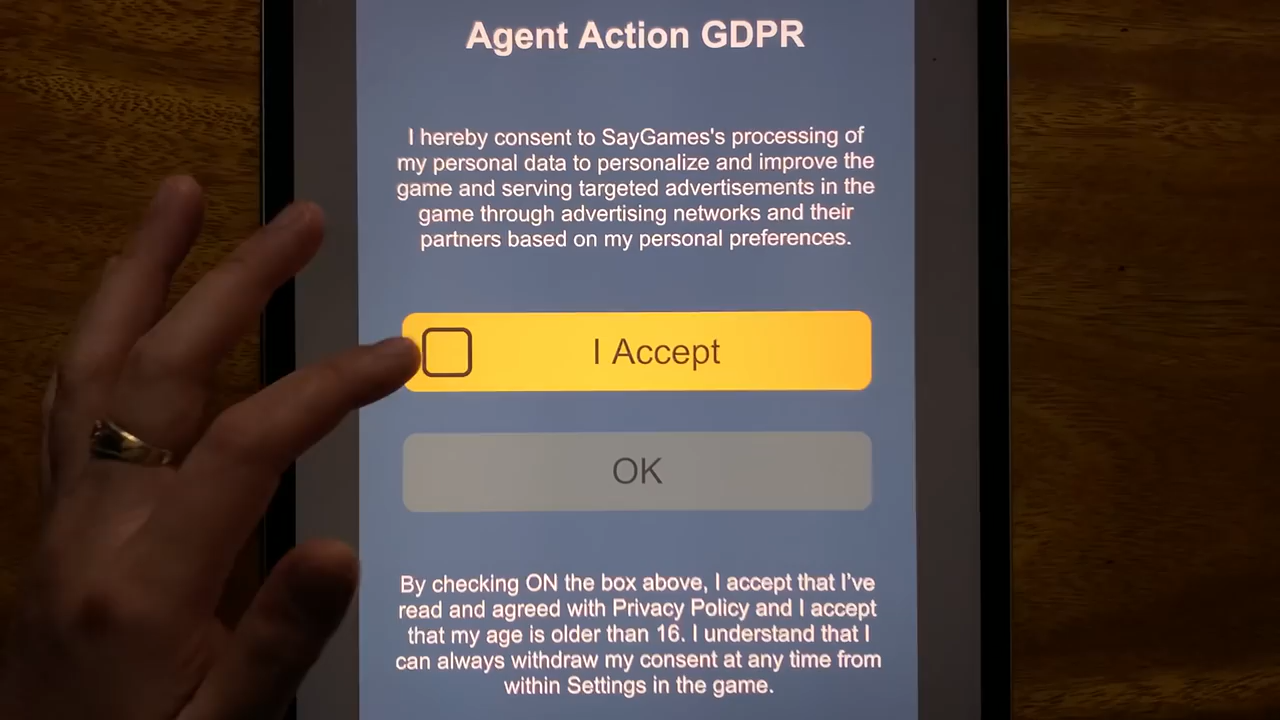 Agent Action GDPR
I hereby consent to SayGames's processing of
my personal data to personalize and improve the
game and serving targeted advertisements in the
game through advertising networks and their
partners based on my personal preferences.
I Accept
OK
By checking ON the box above, I accept that I've
read and agreed with Privacy Policy and I accept
that my age is older than 16. I understand that I
can always withdraw my consent at any time from
within Settings in the game.